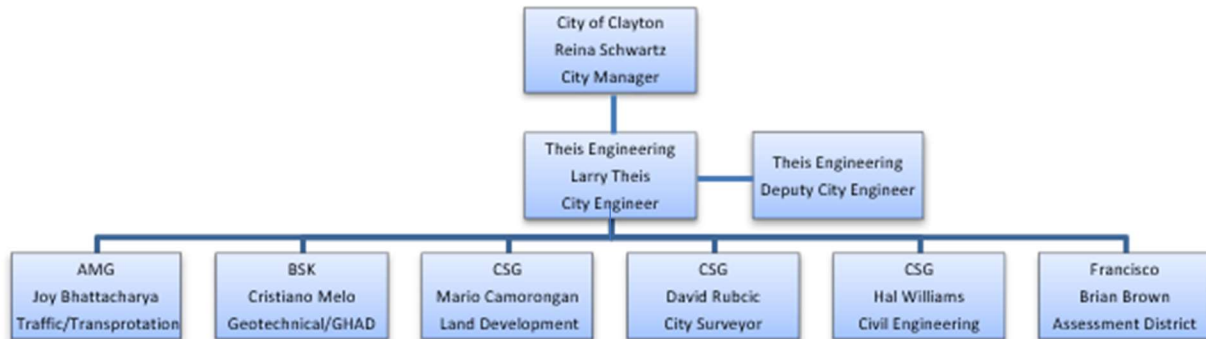 City of Clayton
Reina Schwartz
City Manager
Theis Engineering
Larry Theis
City Engineer
Theis Engineering
Deputy City Engineer
AMG
Joy Bhattacharya
Traffic/Transprotation
BSK
Cristiano Melo
Geotechnical/GHAD
CSG
Mario Camorongan
Land Development
CSG
David Rubcic
City Surveyor
CSG
Hal Williams
Civil Engineering
Francisco
Brian Brown
Assessment District